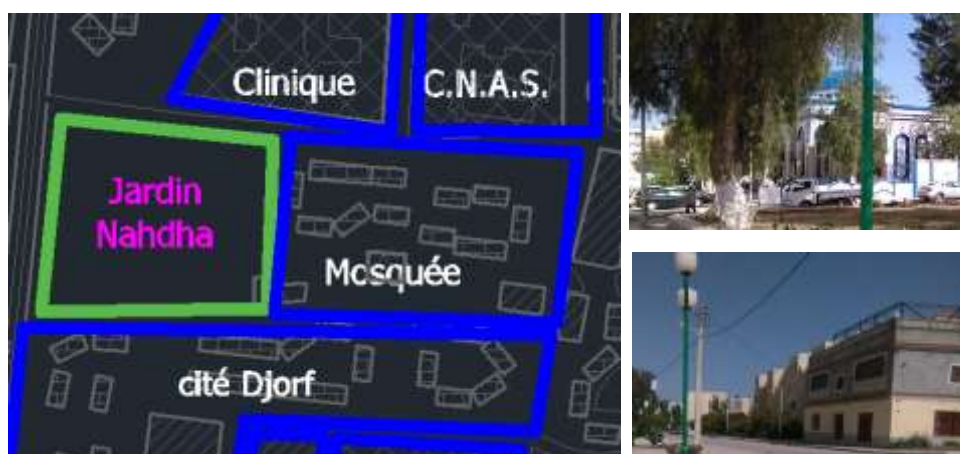 Clinique
C.N.A.S.
Jardin
Nahdha
Mosquée
cité Djorf